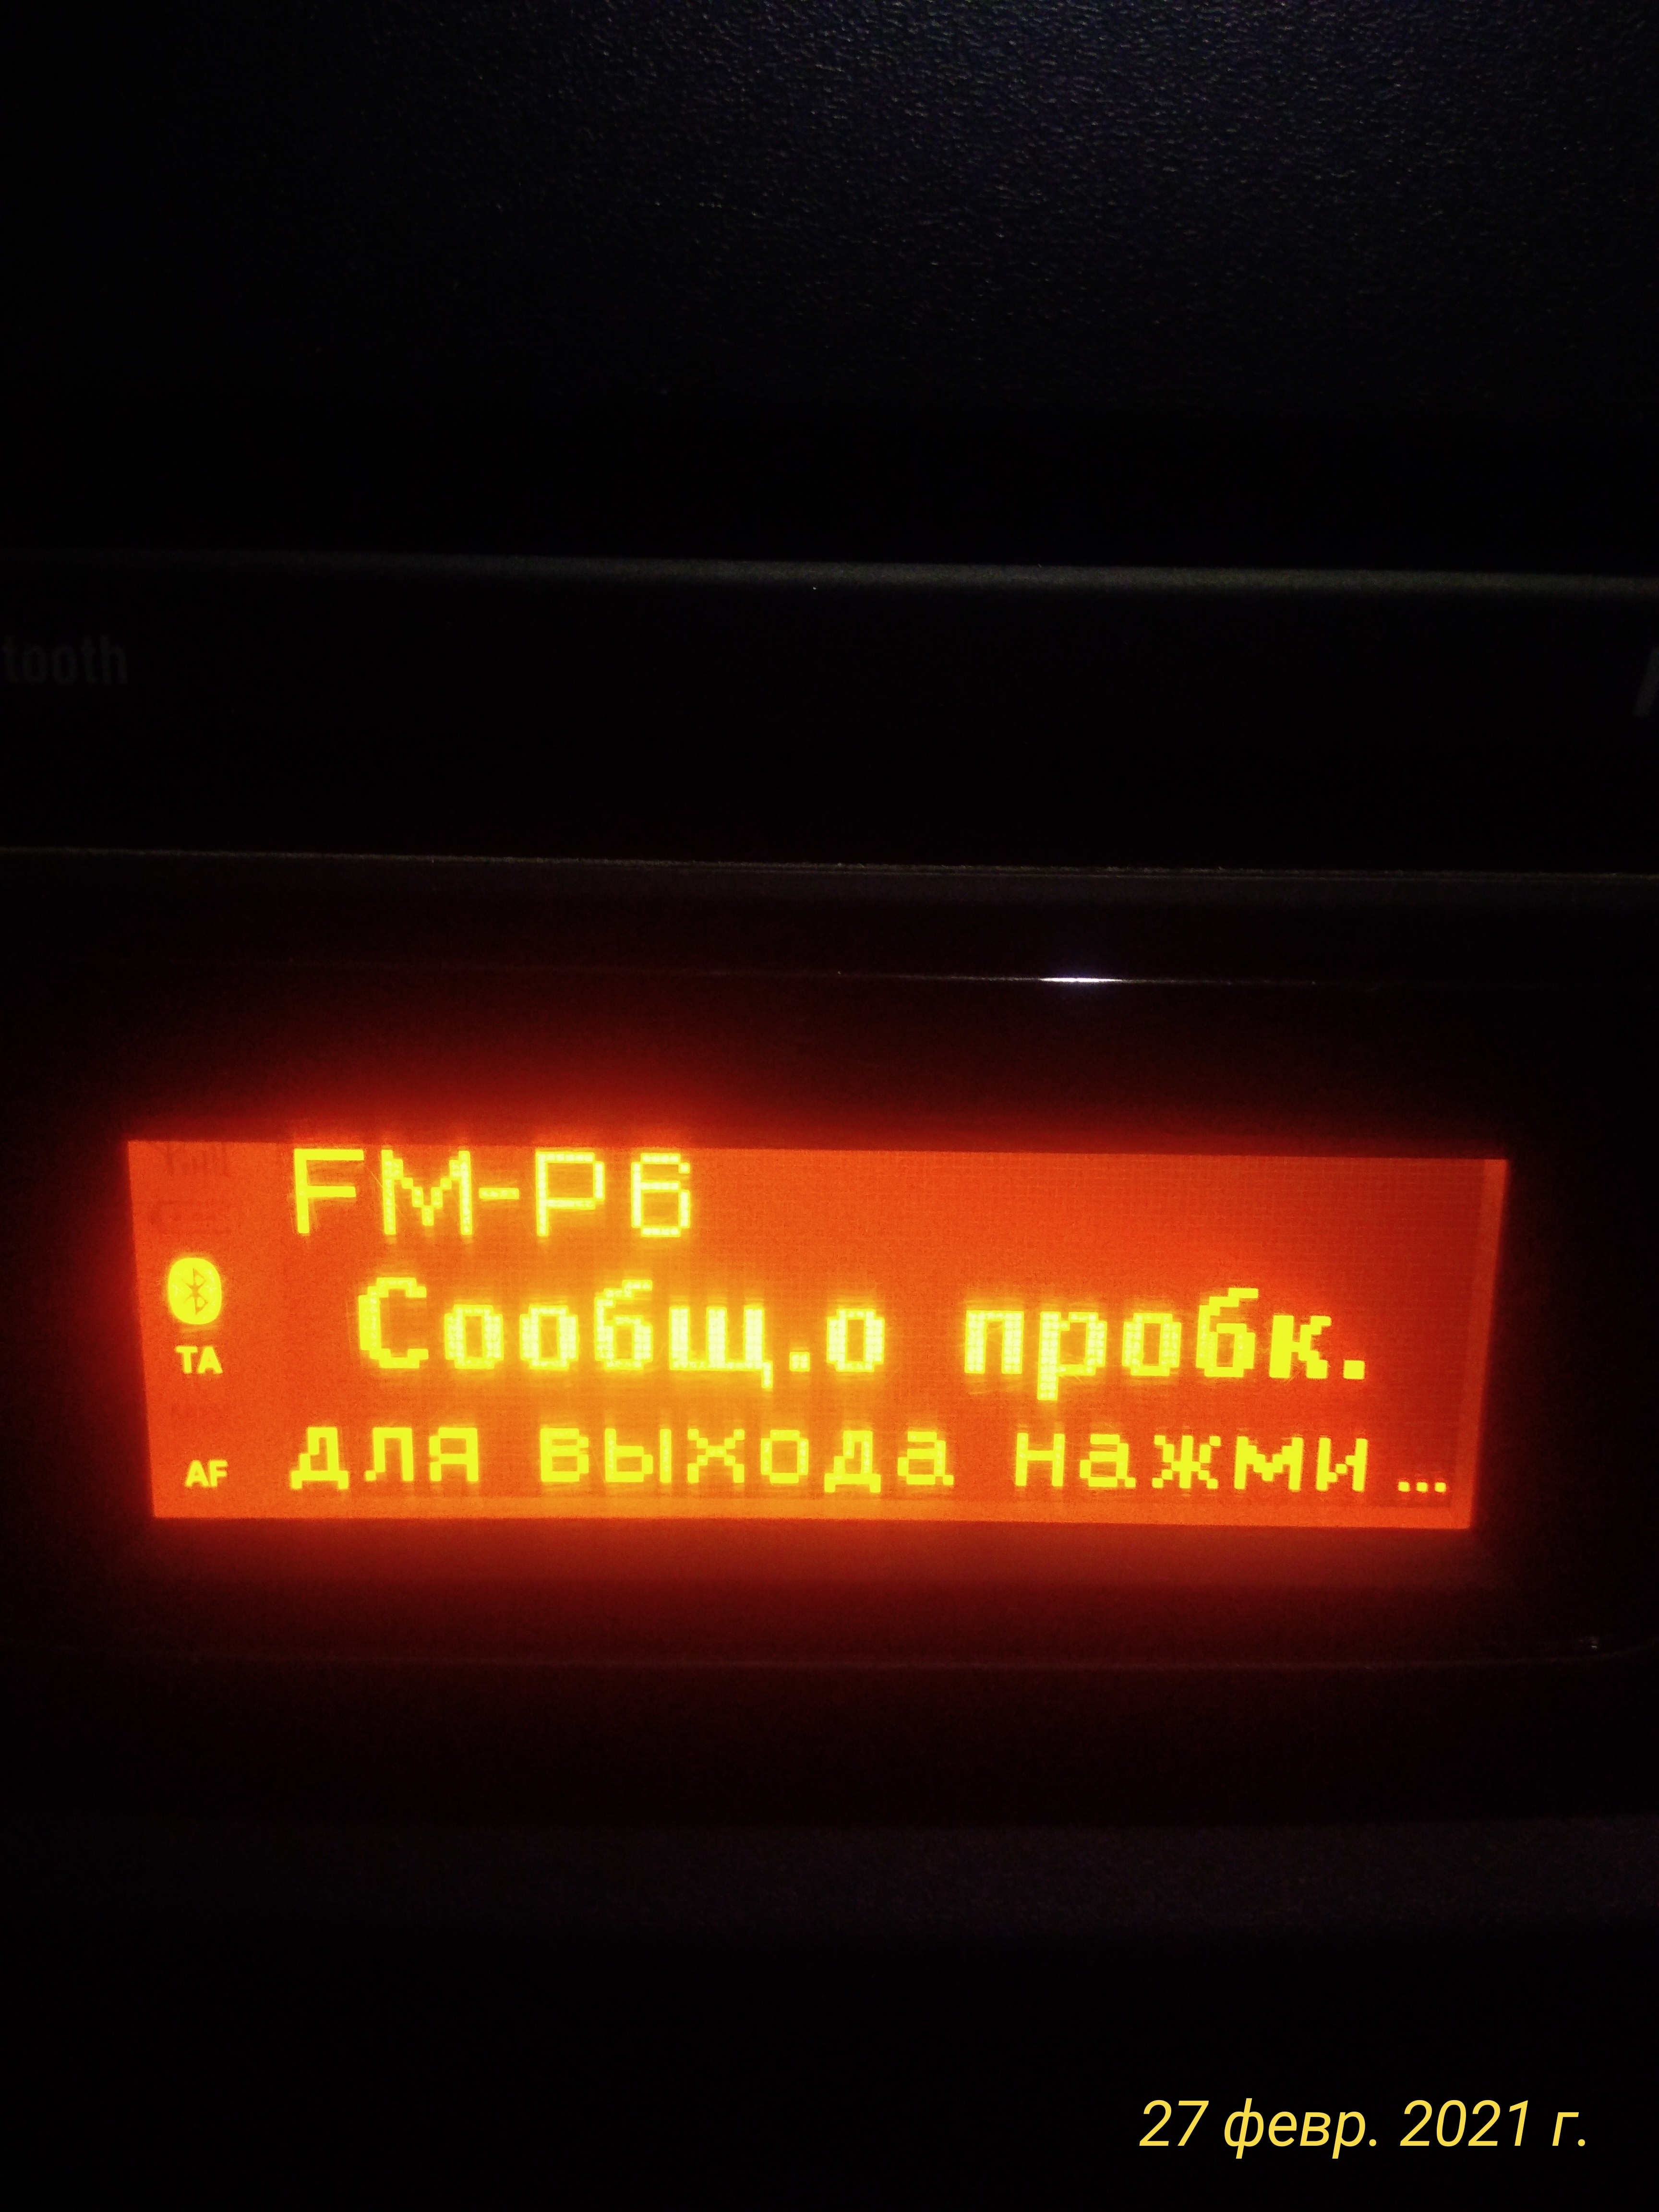 tooth
FM-P6
Сообщ.о пробк.
TA
для выхода нажми...
AF
27 февр. 2021 г.